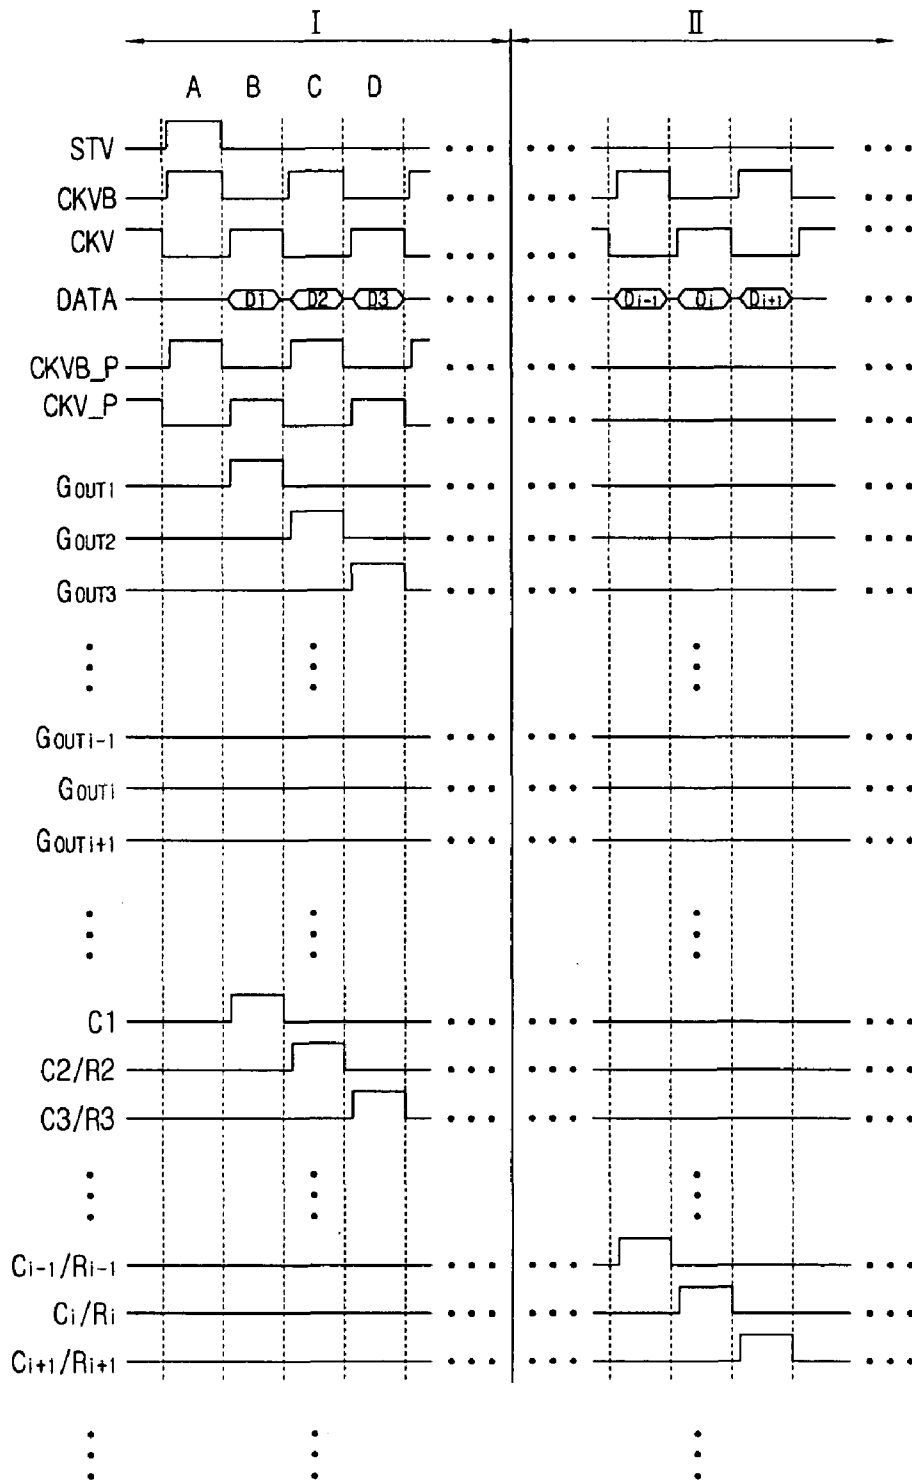 I II
A B C D
STV
CKVB
CKV
DATA D1 D2 D3 Di-1 Di Di+1
CKVB_P
CKV_P
GOUT1
GOUT2
GOUT3
GOUTi-1
GOUTi
GOUTi+1
C1
C2/R2
C3/R3
Ci-1/Ri-1
Ci/Ri
Ci+1/Ri+1